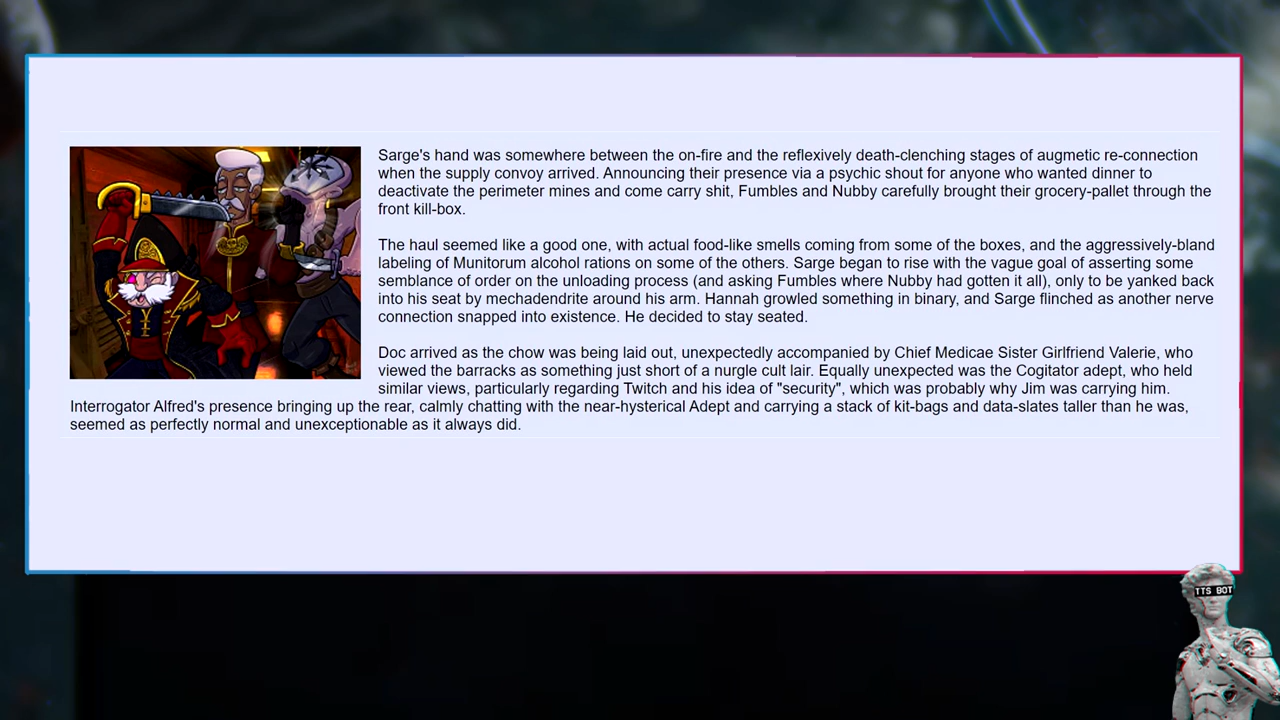 Sarge's hand was somewhere between the on-fire and the reflexively death-clenching stages of augmetic re-connection
when the supply convoy arrived. Announcing their presence via a psychic shout for anyone who wanted dinner to
deactivate the perimeter mines and come carry shit, Fumbles and Nubby carefully brought their grocery-pallet through the
front kill-box.
The haul seemed like a good one, with actual food-like smells coming from some of the boxes, and the aggressively-bland
labeling of Munitorum alcohol rations on some of the others. Sarge began to rise with the vague goal of asserting some
semblance of order on the unloading process (and asking Fumbles where Nubby had gotten it all), only to be yanked back
into his seat by mechadendrite around his arm. Hannah growled something in binary, and Sarge flinched as another nerve
connection snapped into existence. He decided to stay seated.
Doc arrived as the chow was being laid out, unexpectedly accompanied by Chief Medicae Sister Girlfriend Valerie, who
viewed the barracks as something just short of a nurgle cult lair. Equally unexpected was the Cogitator adept, who held
similar views, particularly regarding Twitch and his idea of "security", which was probably why Jim was carrying him.
Interrogator Alfred's presence bringing up the rear, calmly chatting with the near-hysterical Adept and carrying a stack of kit-bags and data-slates taller than he was,
seemed as perfectly normal and unexceptionable as it always did.
TTS BOT